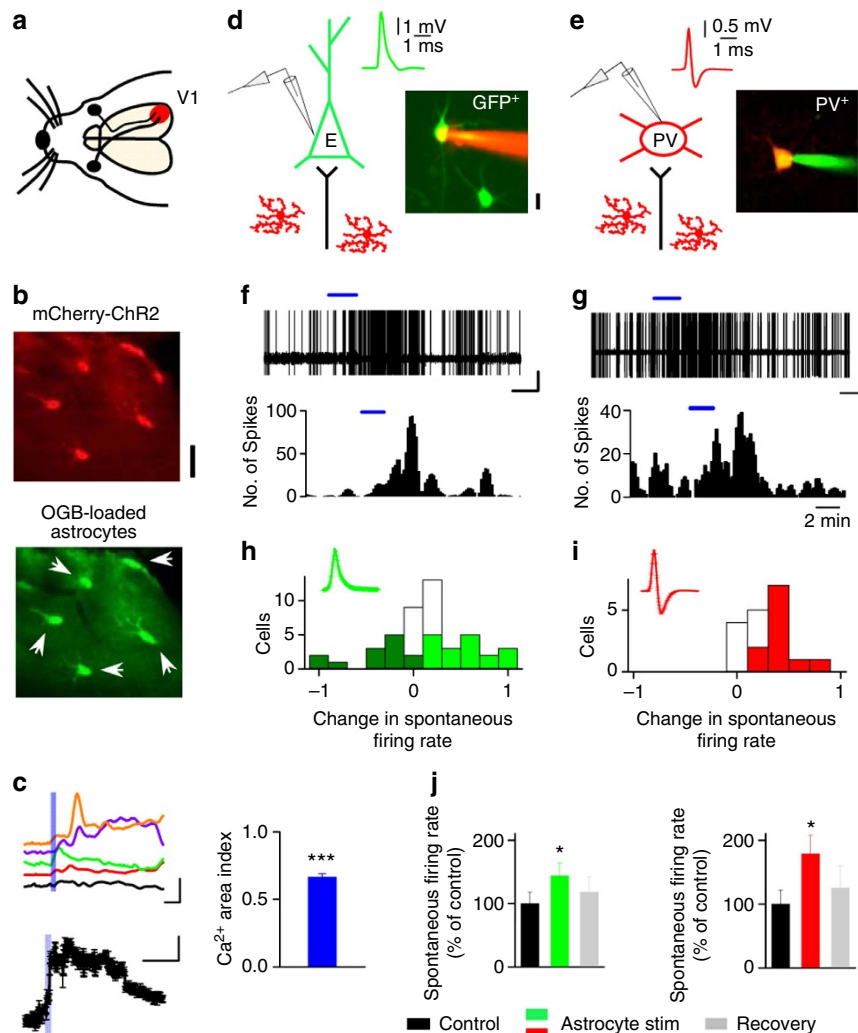 a
V1
d
1 mV
1 ms
E
GFP⁺
e
0.5 mV
1 ms
PV
PV⁺
b
mCherry-ChR2
OGB-loaded
astrocytes
f
100
50
0
No. of Spikes
g
40
20
0
No. of Spikes
2 min
h
10
5
0
Cells
–1
0
1
Change in spontaneous
firing rate
i
5
0
Cells
–1
0
1
Change in spontaneous
firing rate
c
1.0
0.5
0.0
Ca²⁺ area index
***
j
200
100
0
Spontaneous firing rate
(% of control)
*
200
100
0
Spontaneous firing rate
(% of control)
*
Control
Astrocyte stim
Recovery